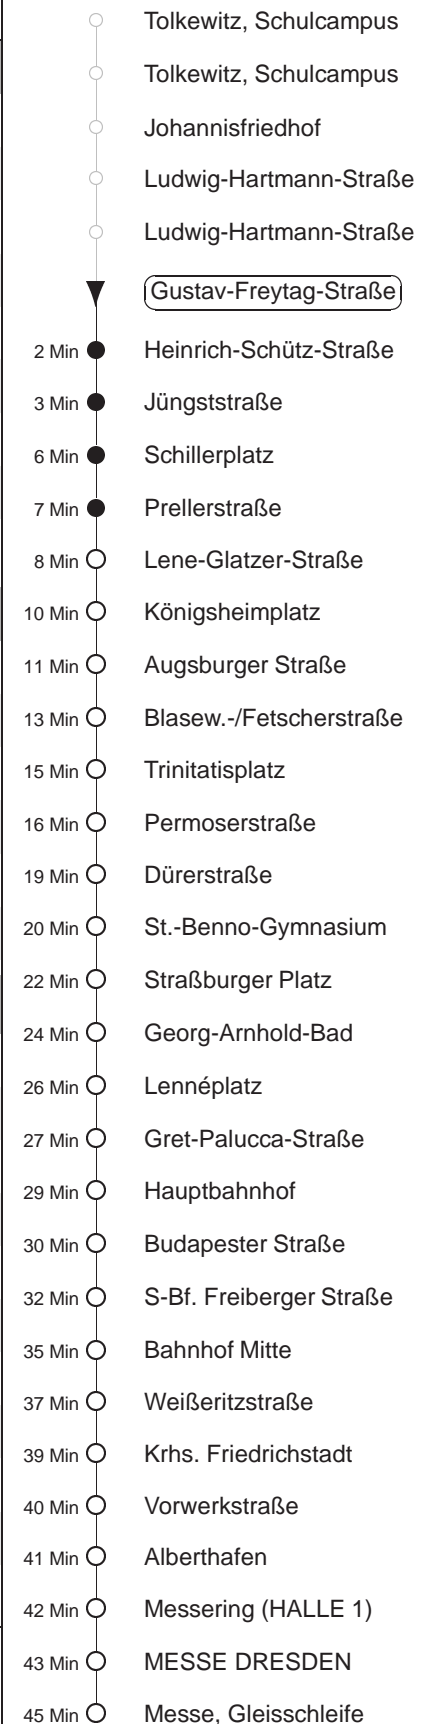 Tolkewitz, Schulcampus
Tolkewitz, Schulcampus
Johannisfriedhof
Ludwig-Hartmann-Straße
Ludwig-Hartmann-Straße
Gustav-Freytag-Straße
2 Min Heinrich-Schütz-Straße
3 Min Jüngststraße
6 Min Schillerplatz
7 Min Prellerstraße
8 Min Lene-Glatzer-Straße
10 Min Königsheimplatz
11 Min Augsburger Straße
13 Min Blasew.-/Fetscherstraße
15 Min Trinitatisplatz
16 Min Permoserstraße
19 Min Dürerstraße
20 Min St.-Benno-Gymnasium
22 Min Straßburger Platz
24 Min Georg-Arnhold-Bad
26 Min Lennéplatz
27 Min Gret-Palucca-Straße
29 Min Hauptbahnhof
30 Min Budapester Straße
32 Min S-Bf. Freiberger Straße
35 Min Bahnhof Mitte
37 Min Weißeritzstraße
39 Min Krhs. Friedrichstadt
40 Min Vorwerkstraße
41 Min Alberthafen
42 Min Messering (HALLE 1)
43 Min MESSE DRESDEN
45 Min Messe, Gleisschleife